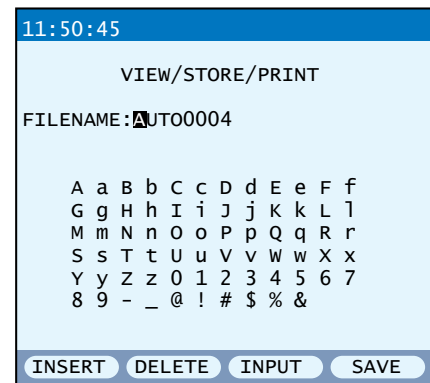 11:50:45
VIEW/STORE/PRINT
FILENAME:AUTO0004
A a B b C c D d E e F f
G g H h I i J j K k L l
M m N n O o P p Q q R r
S s T t U u V v W w X x
Y y Z z 0 1 2 3 4 5 6 7
8 9 - _ @ ! # $ % &
INSERT DELETE INPUT SAVE